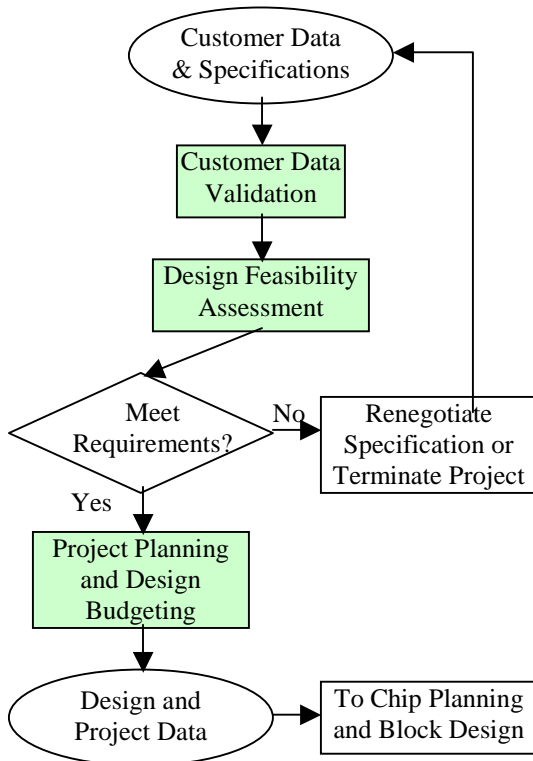 Customer Data
& Specifications
Customer Data
Validation
Design Feasibility
Assessment
Meet
Requirements?
No
Renegotiate
Specification or
Terminate Project
Yes
Project Planning
and Design
Budgeting
Design and
Project Data
To Chip Planning
and Block Design